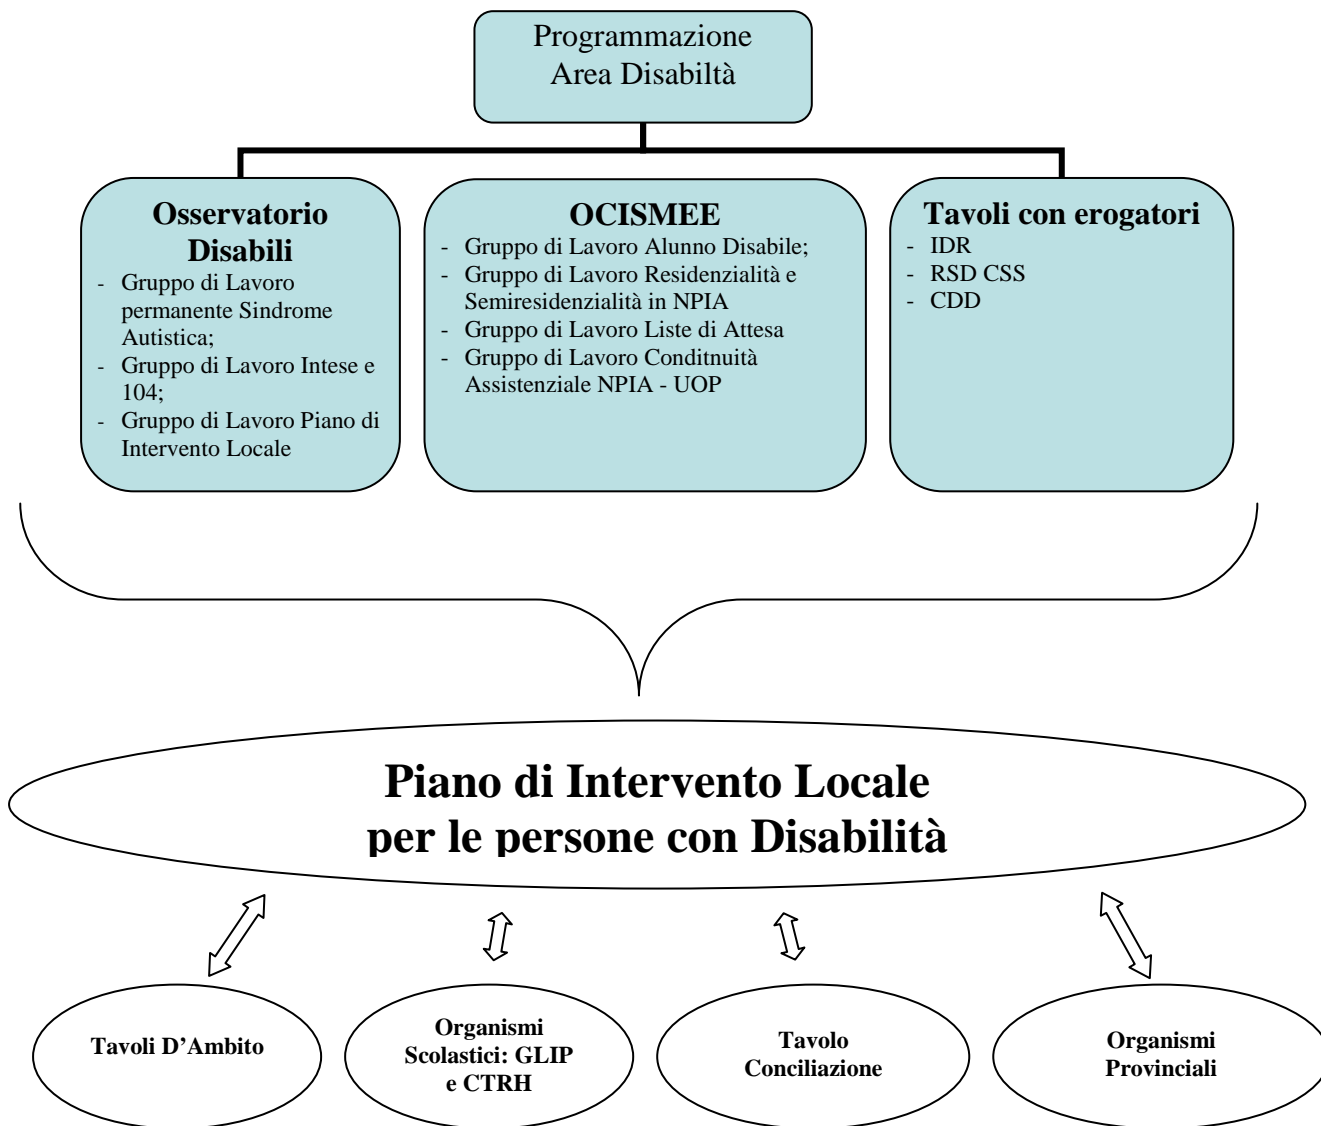 Programmazione
Area Disabiltà
Osservatorio
Disabili
- Gruppo di Lavoro
permanente Sindrome
Autistica;
- Gruppo di Lavoro Intese e
104;
- Gruppo di Lavoro Piano di
Intervento Locale
OCISMEE
- Gruppo di Lavoro Alunno Disabile;
- Gruppo di Lavoro Residenzialità e
Semiresidenzialità in NPIA
- Gruppo di Lavoro Liste di Attesa
- Gruppo di Lavoro Conditnuità
Assistenziale NPIA - UOP
Tavoli con erogatori
- IDR
- RSD CSS
- CDD
Piano di Intervento Locale
per le persone con Disabilità
Tavoli D’Ambito
Organismi
Scolastici: GLIP
e CTRH
Tavolo
Conciliazione
Organismi
Provinciali